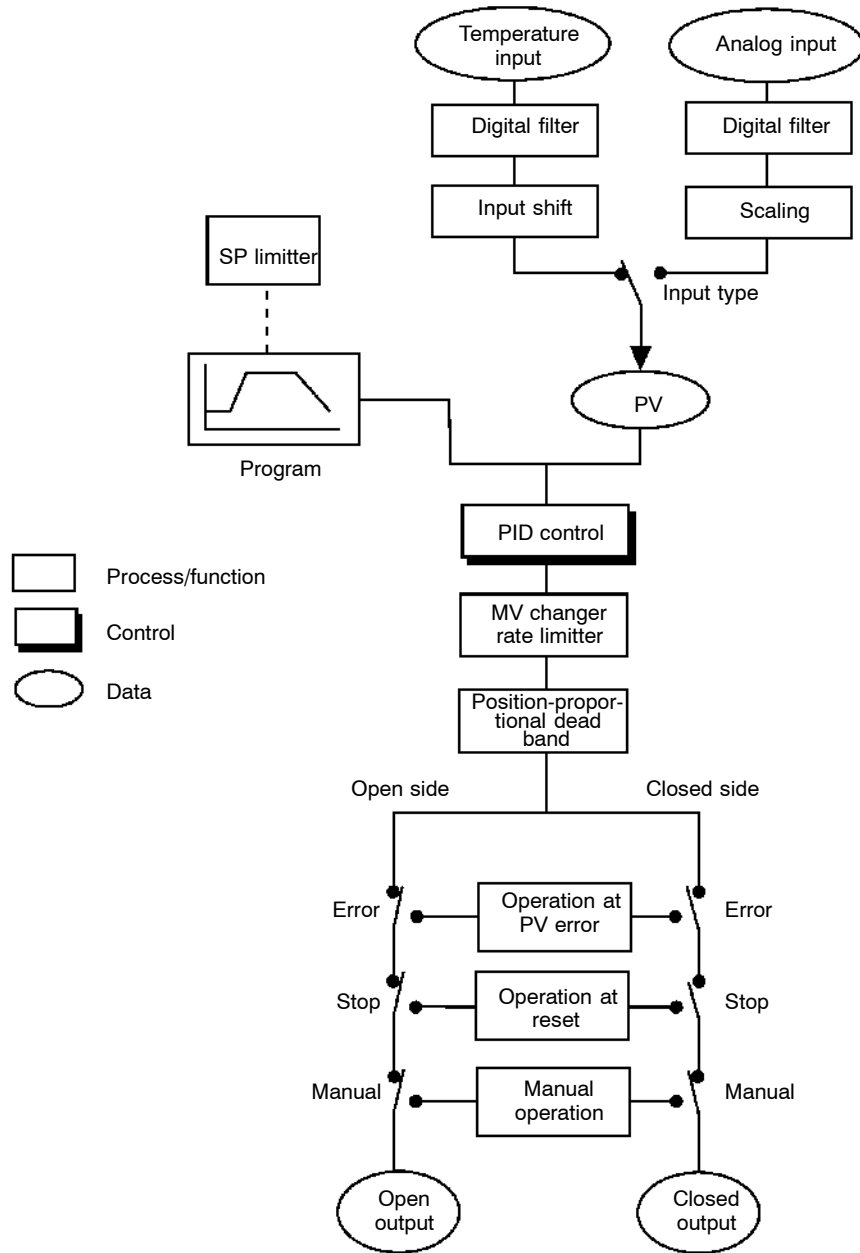 Temperature
input
Analog input
Digital filter
Digital filter
Input shift
Scaling
SP limitter
Input type
PV
Program
PID control
Process/function
MV changer
rate limitter
Control
Data
Position-propor-
tional dead
band
Open side
Closed side
Error
Operation at
PV error
Error
Stop
Operation at
reset
Stop
Manual
Manual
operation
Manual
Open
output
Closed
output